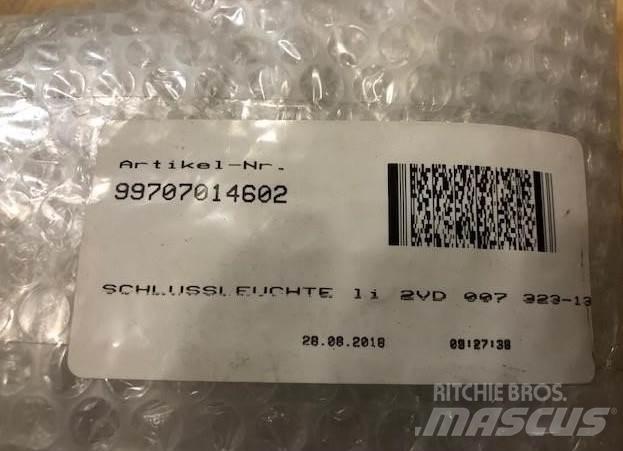 Artikel-Nr.
99707014602
SCHLUSSLEUCHTE li 2VD 007 323-13
28.08.2018 09:27:38
RITCHIE BROS.
MASCUS